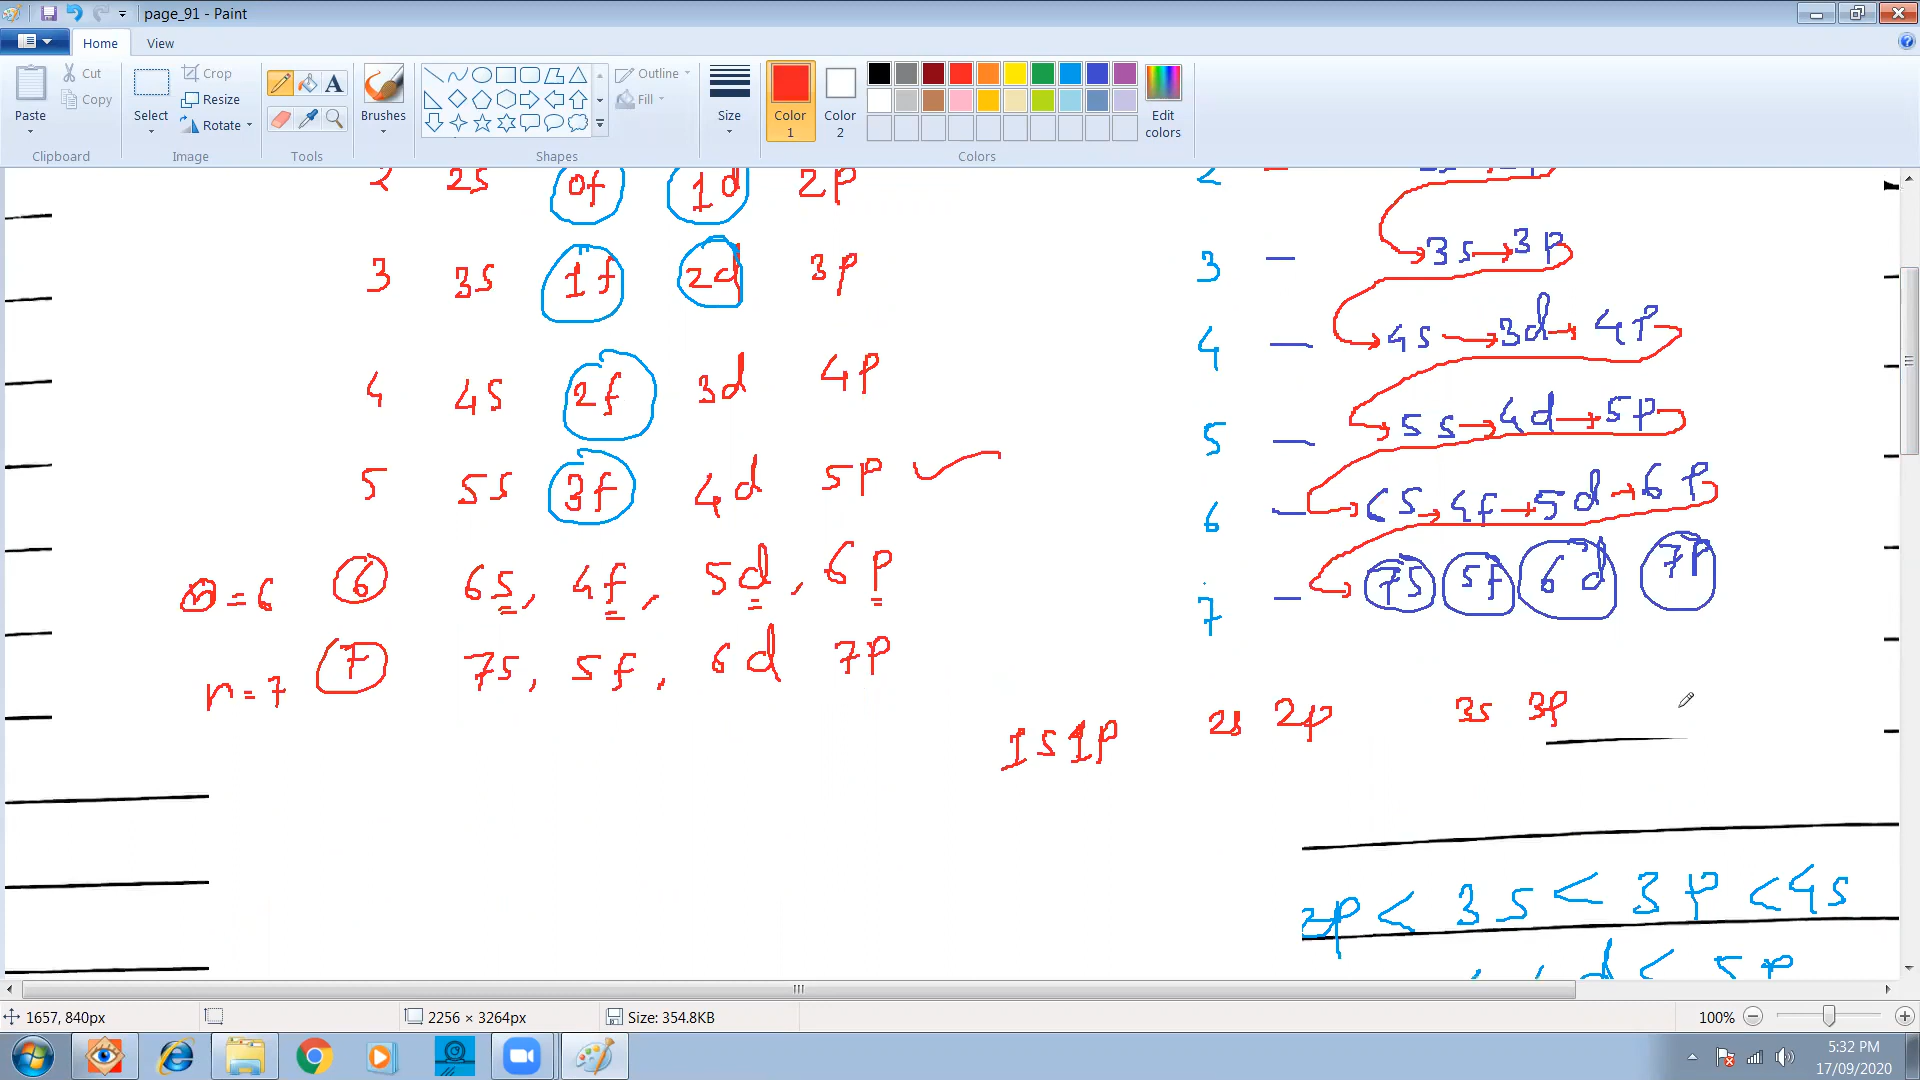 page_91 - Paint
Home View
Paste Cut Copy Select Crop Resize Rotate Brushes Outline Fill Size Color 1 Color 2 Edit colors
Clipboard Image Tools Shapes Colors
2 2s 0f 1d 2p
3 3s 1f 2d 3p
4 4s 2f 3d 4p
5 5s 3f 4d 5p
n=6 6 6s, 4f, 5d, 6p
n=7 7 7s, 5f, 6d 7p
2 -
3 - 3s→3p
4 - 4s→3d→4p
5 - 5s→4d→5p
6 - 6s→4f→5d→6p
7 - 7s 5f 6d 7p
1s 1p 2s 2p 3s 3p
2p < 3s < 3p < 4s
d < 5p
1657, 840px 2256 × 3264px Size: 354.8KB 100%
5:32 PM
17/09/2020